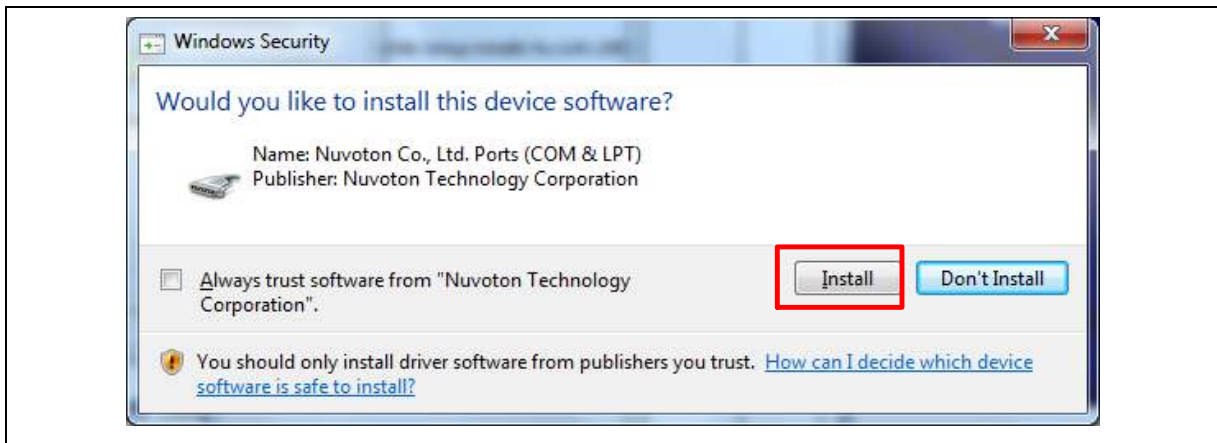 Windows Security
Would you like to install this device software?
Name: Nuvoton Co., Ltd. Ports (COM & LPT)
Publisher: Nuvoton Technology Corporation
Always trust software from "Nuvoton Technology
Corporation".
Install
Don't Install
You should only install driver software from publishers you trust. How can I decide which device
software is safe to install?